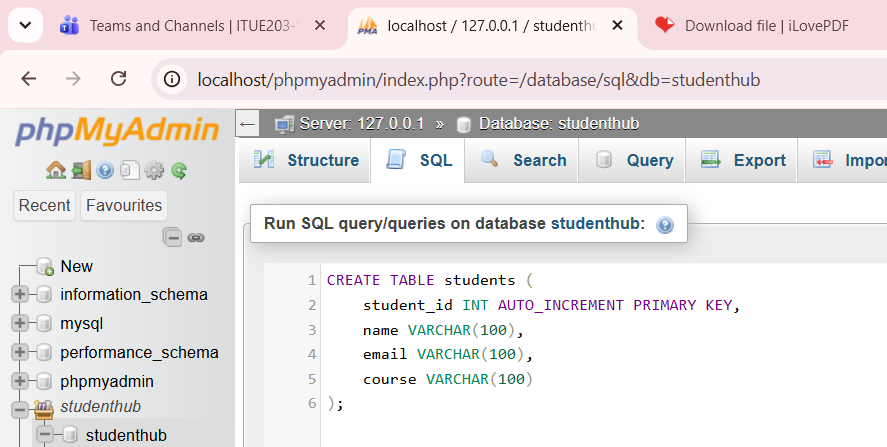 Teams and Channels | ITUE203-
localhost / 127.0.0.1 / studenthu
Download file | iLovePDF
localhost/phpmyadmin/index.php?route=/database/sql&db=studenthub
phpMyAdmin
Server: 127.0.0.1 » Database: studenthub
Structure SQL Search Query Export Impor
Recent Favourites
Run SQL query/queries on database studenthub:
New
information_schema
mysql
performance_schema
phpmyadmin
studenthub
studenthub
1 CREATE TABLE students (
2 student_id INT AUTO_INCREMENT PRIMARY KEY,
3 name VARCHAR(100),
4 email VARCHAR(100),
5 course VARCHAR(100)
6 );